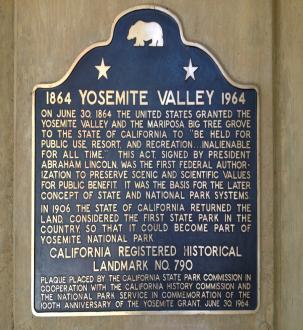 1864 YOSEMITE VALLEY 1964
ON JUNE 30, 1864 THE UNITED STATES GRANTED THE
YOSEMITE VALLEY AND THE MARIPOSA BIG TREE GROVE
TO THE STATE OF CALIFORNIA TO "BE HELD FOR
PUBLIC USE, RESORT, AND RECREATION...INALIENABLE
FOR ALL TIME." THIS ACT, SIGNED BY PRESIDENT
ABRAHAM LINCOLN, WAS THE FIRST FEDERAL AUTHOR-
IZATION TO PRESERVE SCENIC AND SCIENTIFIC VALUES
FOR PUBLIC BENEFIT. IT WAS THE BASIS FOR THE LATER
CONCEPT OF STATE AND NATIONAL PARK SYSTEMS.
IN 1906, THE STATE OF CALIFORNIA RETURNED THE
LAND, CONSIDERED THE FIRST STATE PARK IN THE
COUNTRY, SO THAT IT COULD BECOME PART OF
YOSEMITE NATIONAL PARK.
CALIFORNIA REGISTERED HISTORICAL
LANDMARK NO. 790
PLAQUE PLACED BY THE CALIFORNIA STATE PARK COMMISSION IN
COOPERATION WITH THE CALIFORNIA HISTORY COMMISSION AND
THE NATIONAL PARK SERVICE IN COMMEMORATION OF THE
100TH ANNIVERSARY OF THE YOSEMITE GRANT, JUNE 30, 1964